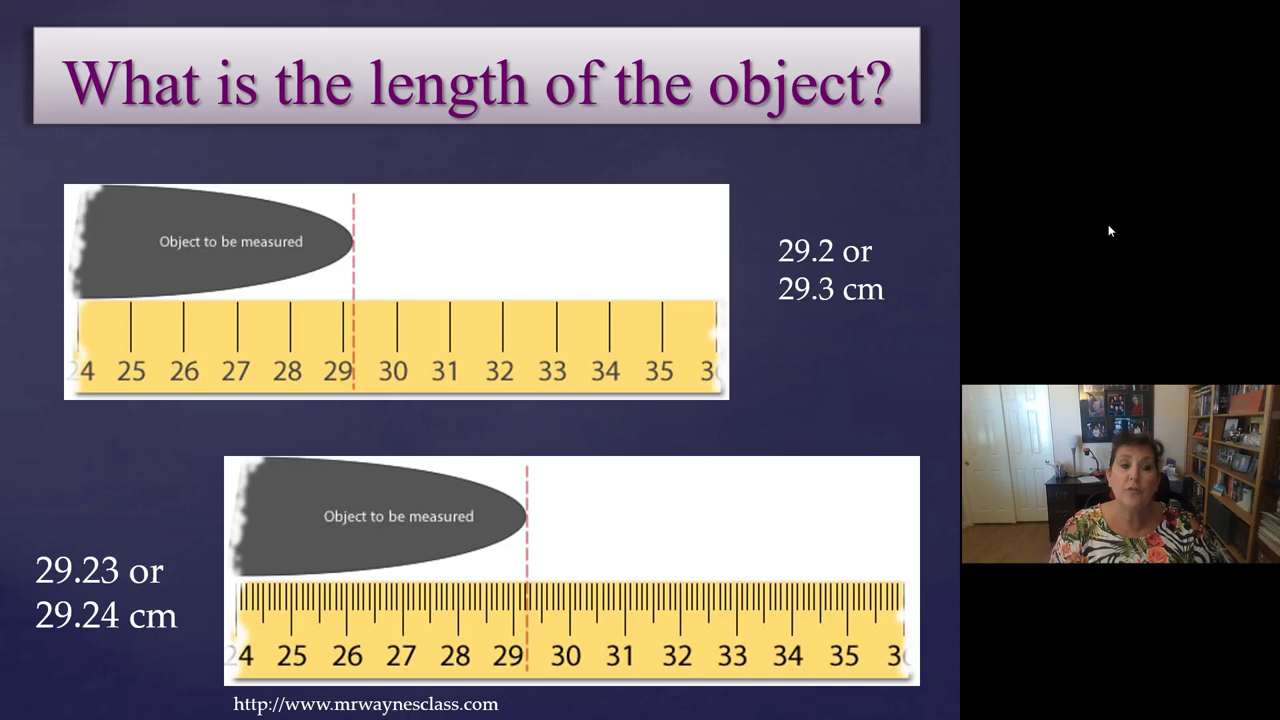 What is the length of the object?
Object to be measured
29.2 or
29.3 cm
24 25 26 27 28 29 30 31 32 33 34 35
Object to be measured
29.23 or
29.24 cm
24 25 26 27 28 29 30 31 32 33 34 35
http://www.mrwaynesclass.com